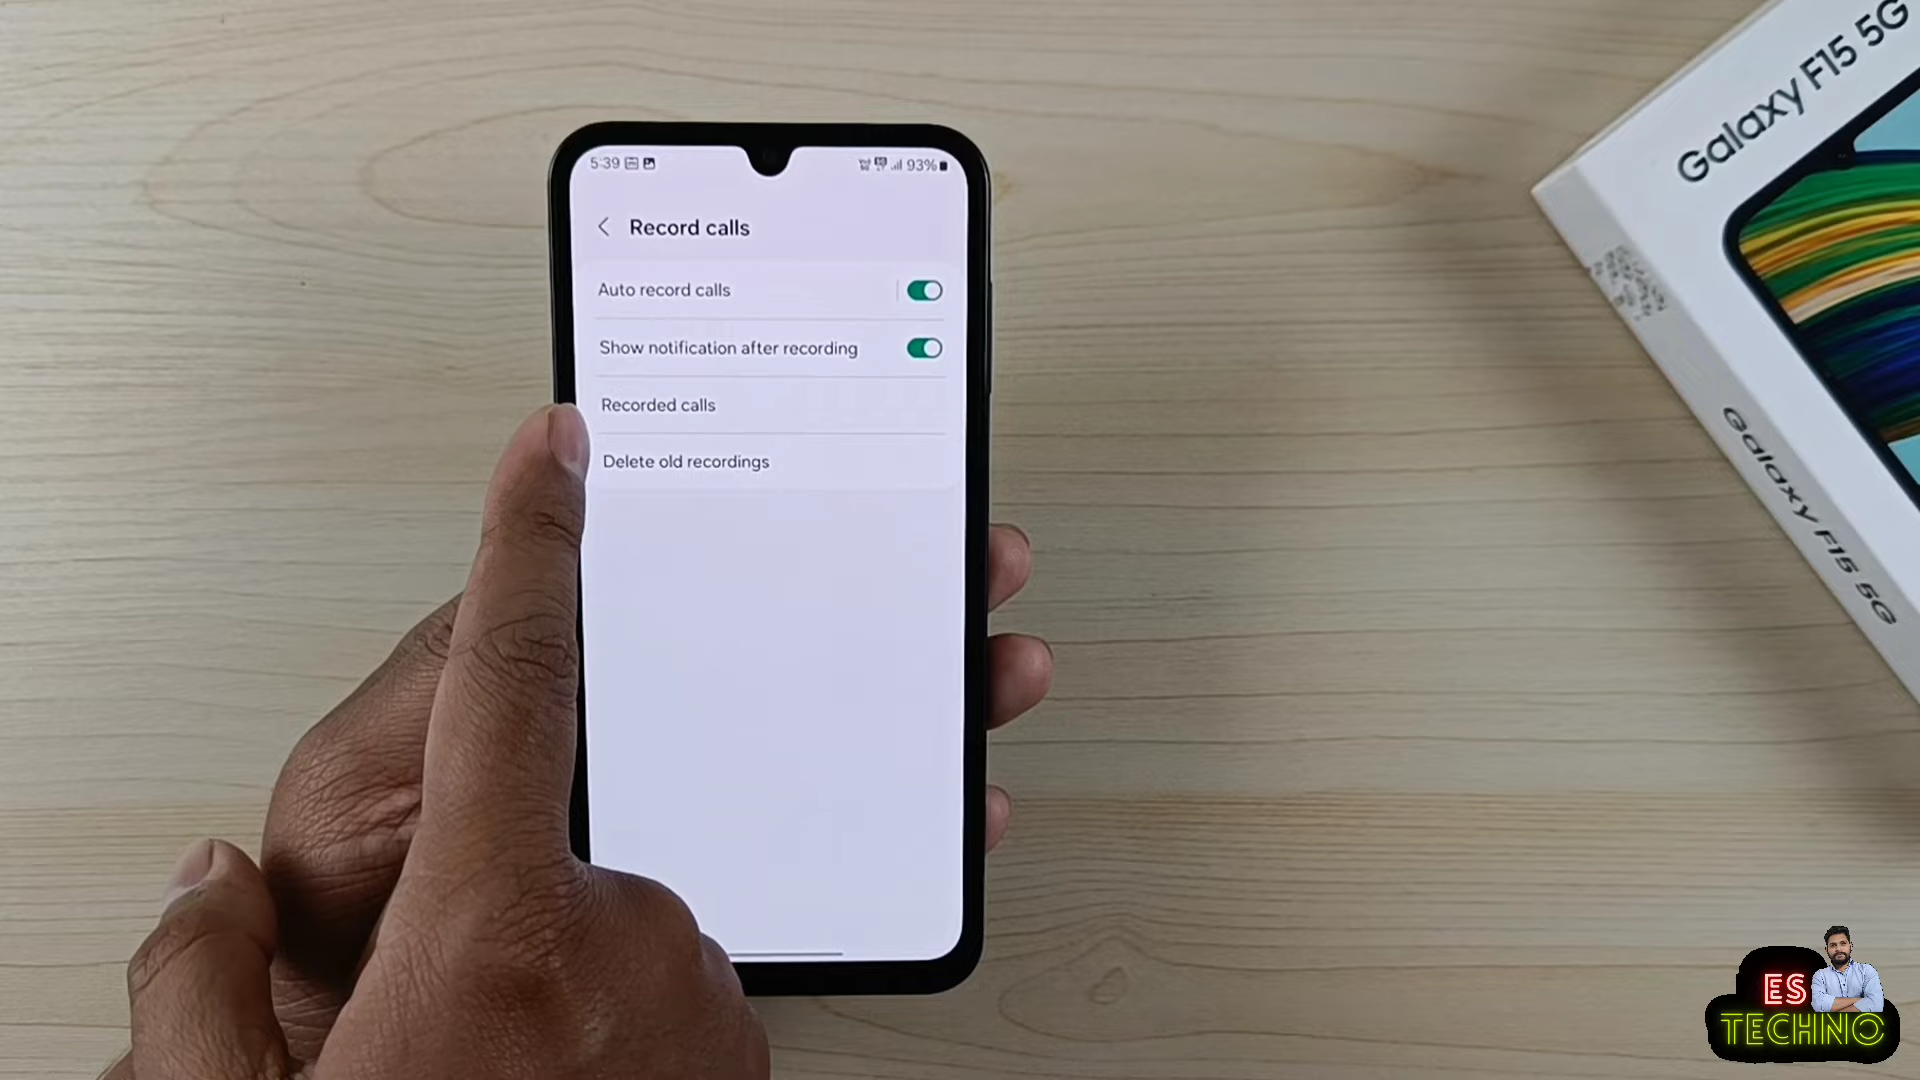 5:39
93%
Record calls
Auto record calls
Show notification after recording
Recorded calls
Delete old recordings
Galaxy F15 5G
Galaxy F15 5G
ES
TECHNO